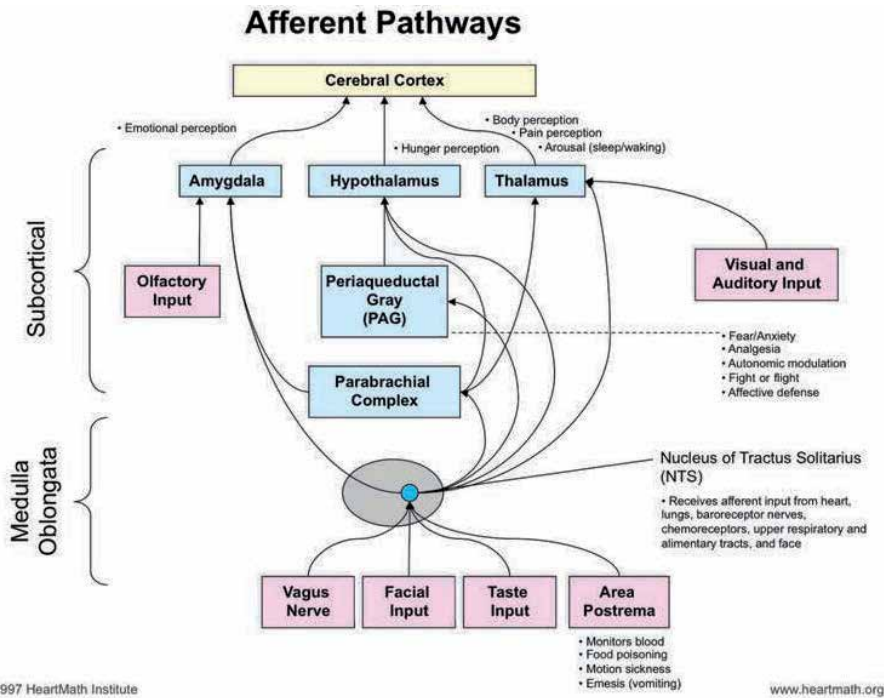 Afferent Pathways
Cerebral Cortex
• Emotional perception
• Body perception
• Pain perception
• Hunger perception
• Arousal (sleep/waking)
Amygdala
Hypothalamus
Thalamus
Subcortical
Olfactory
Input
Periaqueductal
Gray
(PAG)
Visual and
Auditory Input
• Fear/Anxiety
• Analgesia
• Autonomic modulation
• Fight or flight
• Affective defense
Parabrachial
Complex
Medulla
Oblongata
Nucleus of Tractus Solitarius
(NTS)
• Receives afferent input from heart,
lungs, baroreceptor nerves,
chemoreceptors, upper respiratory and
alimentary tracts, and face
Vagus
Nerve
Facial
Input
Taste
Input
Area
Postrema
• Monitors blood
• Food poisoning
• Motion sickness
• Emesis (vomiting)
997 HeartMath Institute
www.heartmath.org